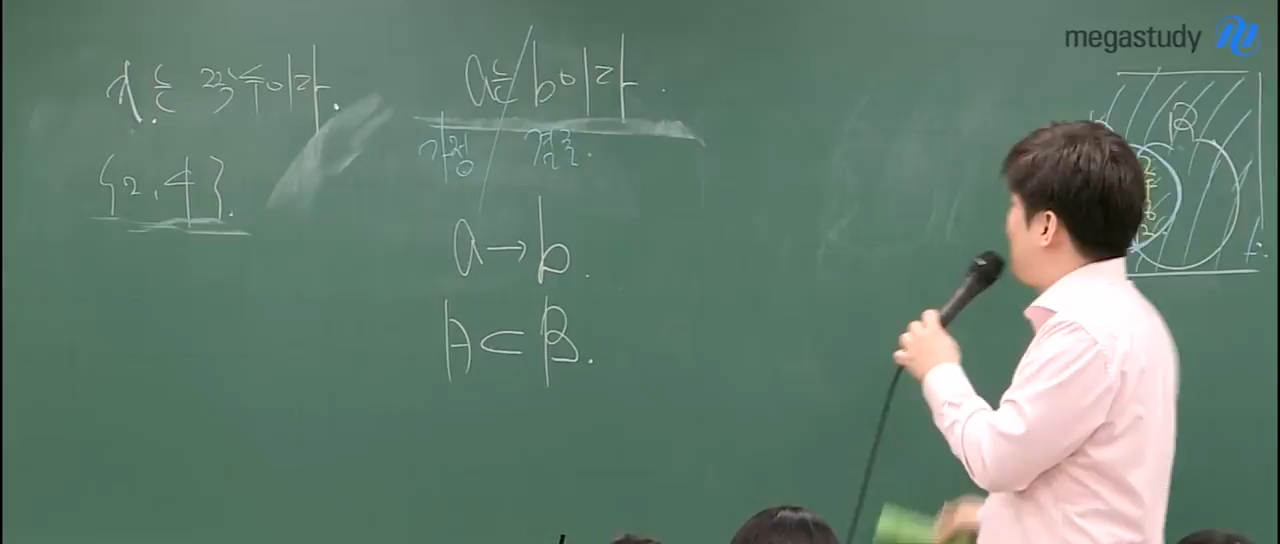 megastudy
x는 짝수이다.
{2, 4}.
a는 b이다.
가정 결론.
a → b.
A ⊂ B.
R